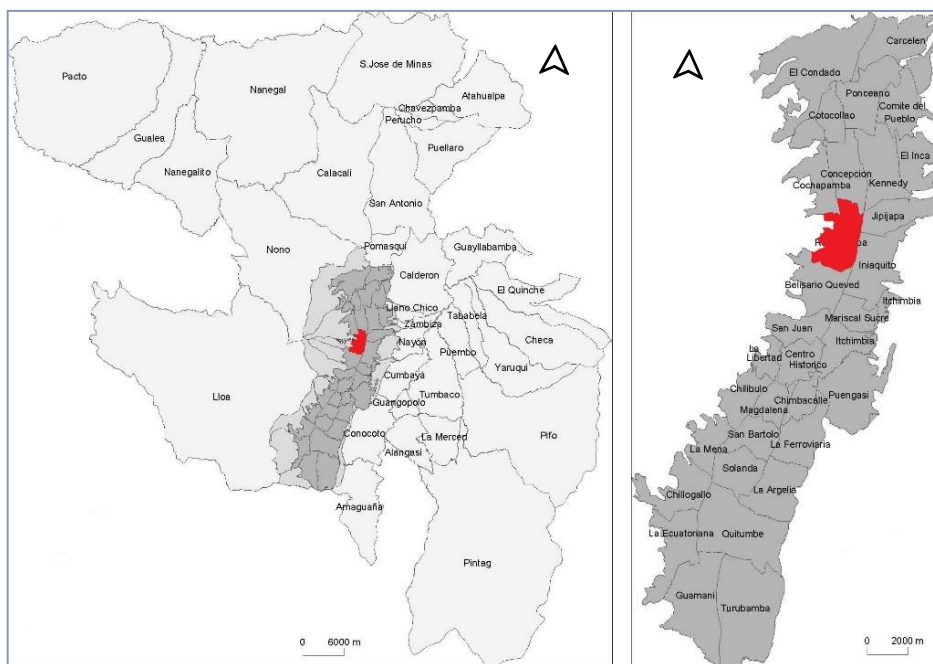 Pacto
Nanegal
S.Jose de Minas
Atahualpa
Chavezpamba
Perucho
Gualea
Puellaro
Nanegalito
Calacali
San Antonio
Nono
Pomasqui
Guayllabamba
Calderon
El Quinche
Llano Chico
Tababela
Zambiza
Checa
Nayón
Puembo
Yaruqui
Cumbayá
Lloa
Tumbaco
Guangopolo
Conocoto
La Merced
Pifo
Alangasi
Amaguaña
Pintag
0 6000 m
Carcelen
El Condado
Ponceano
Comite del
Pueblo
Cotocollao
El Inca
Concepcion
Cochapamba
Kennedy
Jipijapa
Iniaquito
Belisario Queved
Itchimbia
Mariscal Sucre
San Juan
Itchimbia
La
Libertad
Centro
Historico
Chilibulo
Chimbacalle
Puengasi
Magdalena
San Bartolo
La Ferroviaria
La Mena
Solanda
La Argelia
Chillogallo
La Ecuatoriana
Quitumbe
Guamani
Turubamba
0 2000 m